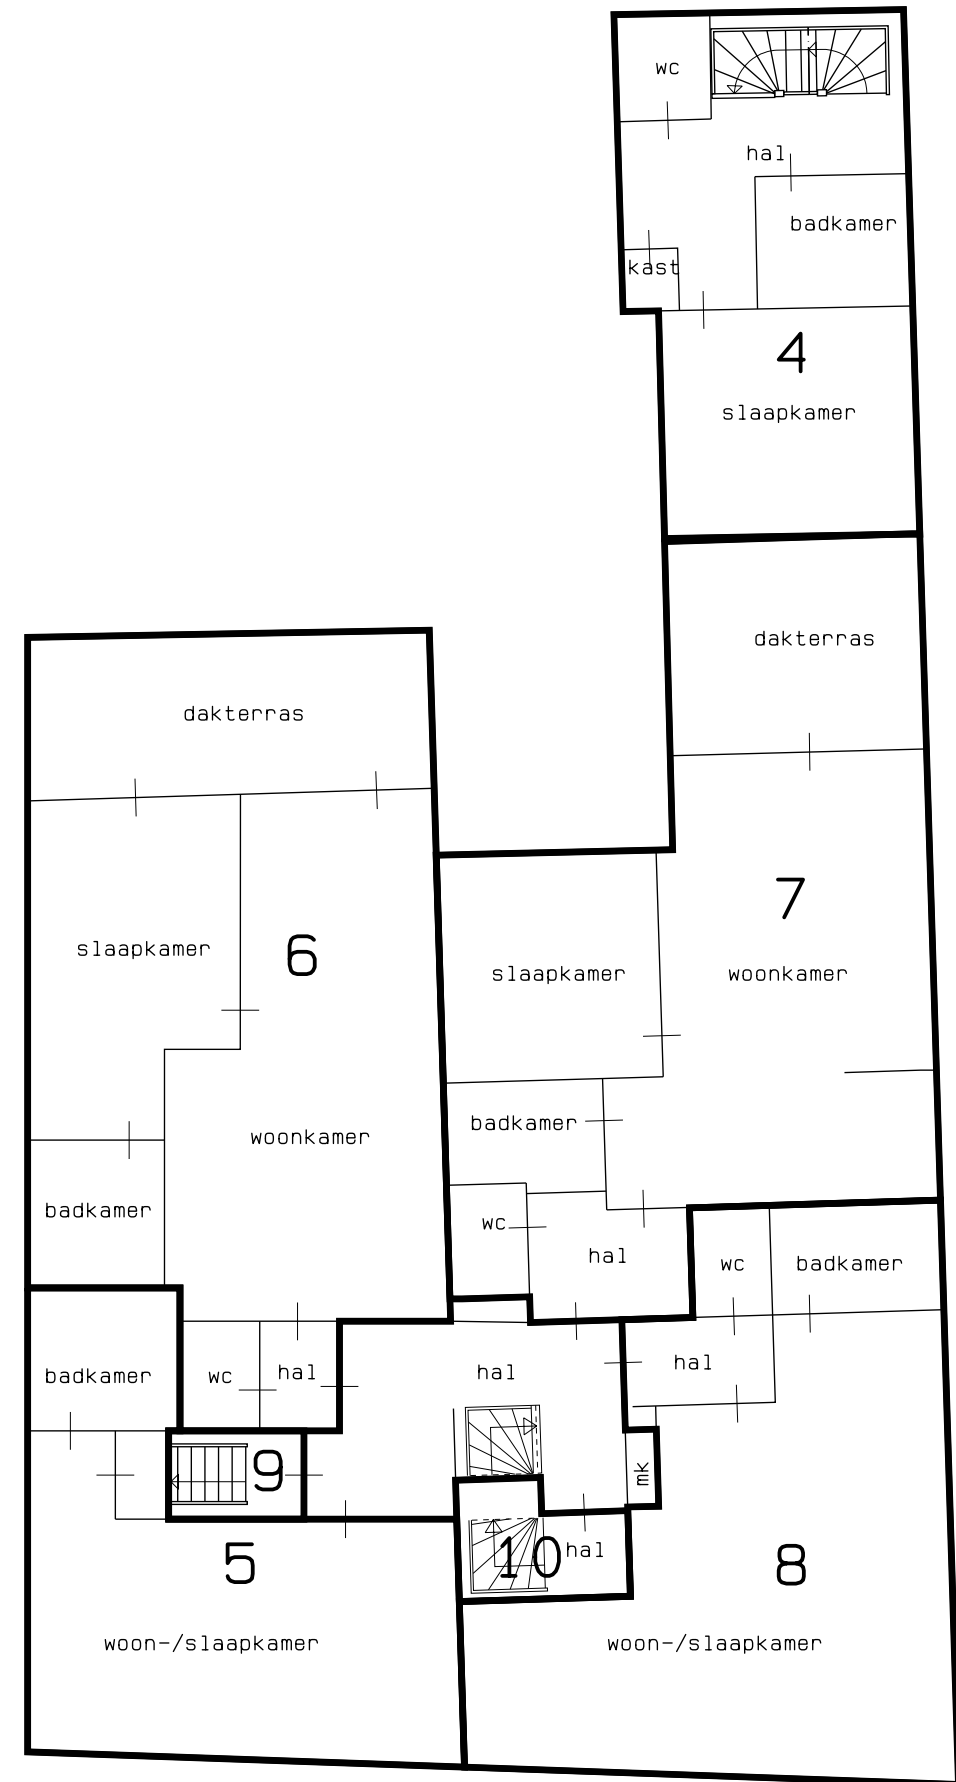 wc
hal
badkamer
kast
4
slaapkamer
dakterras
dakterras
7
slaapkamer
6
slaapkamer
woonkamer
badkamer
woonkamer
badkamer
wc
hal
wc
badkamer
badkamer
wc
hal
hal
hal
9
mk
5
10
hal
8
woon-/slaapkamer
woon-/slaapkamer